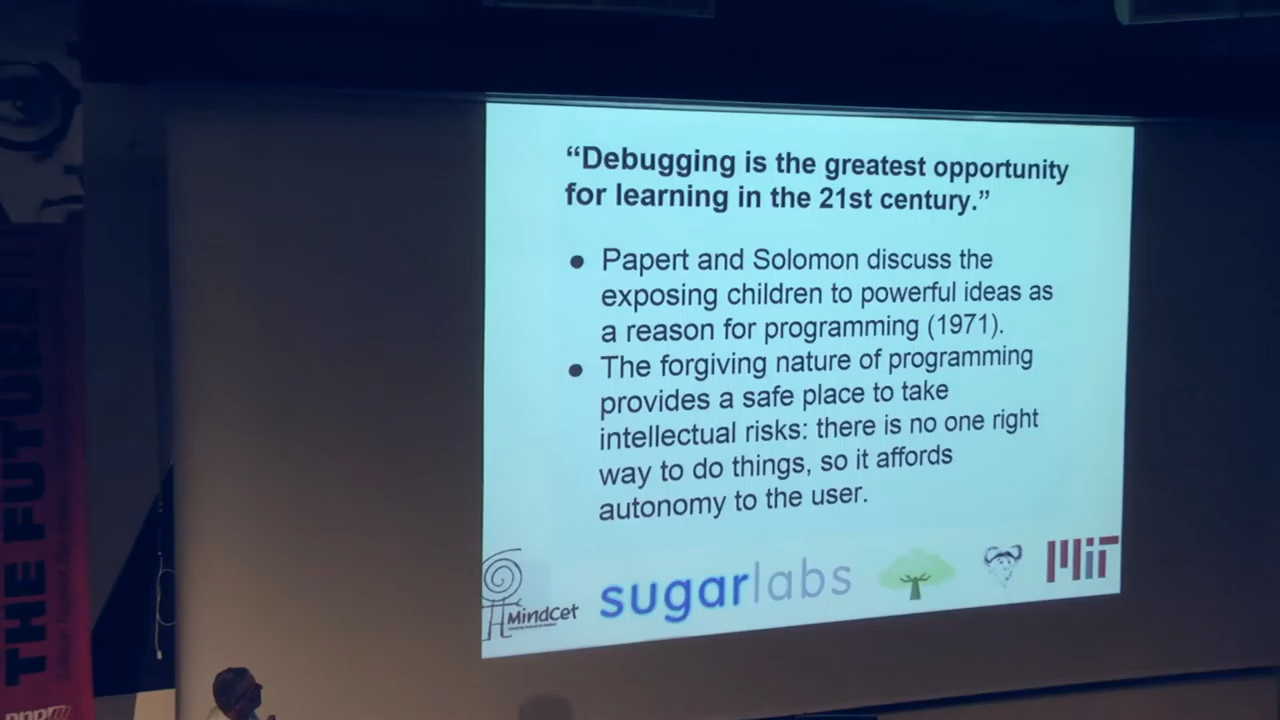 “Debugging is the greatest opportunity
for learning in the 21st century.”
● Papert and Solomon discuss the
exposing children to powerful ideas as
a reason for programming (1971).
● The forgiving nature of programming
provides a safe place to take
intellectual risks: there is no one right
way to do things, so it affords
autonomy to the user.
MindCet
sugarlabs
MIT
THE FUTURE